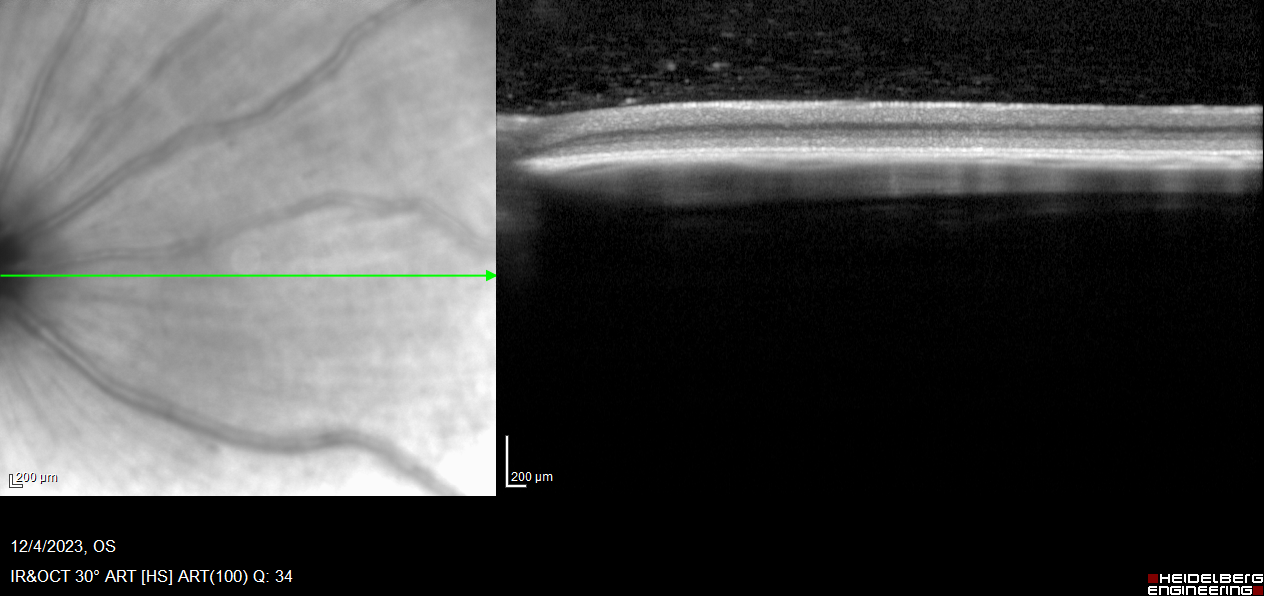 200 µm
200 µm
12/4/2023, OS
IR&OCT 30° ART [HS] ART(100) Q: 34
HEIDELBERG
ENGINEERING